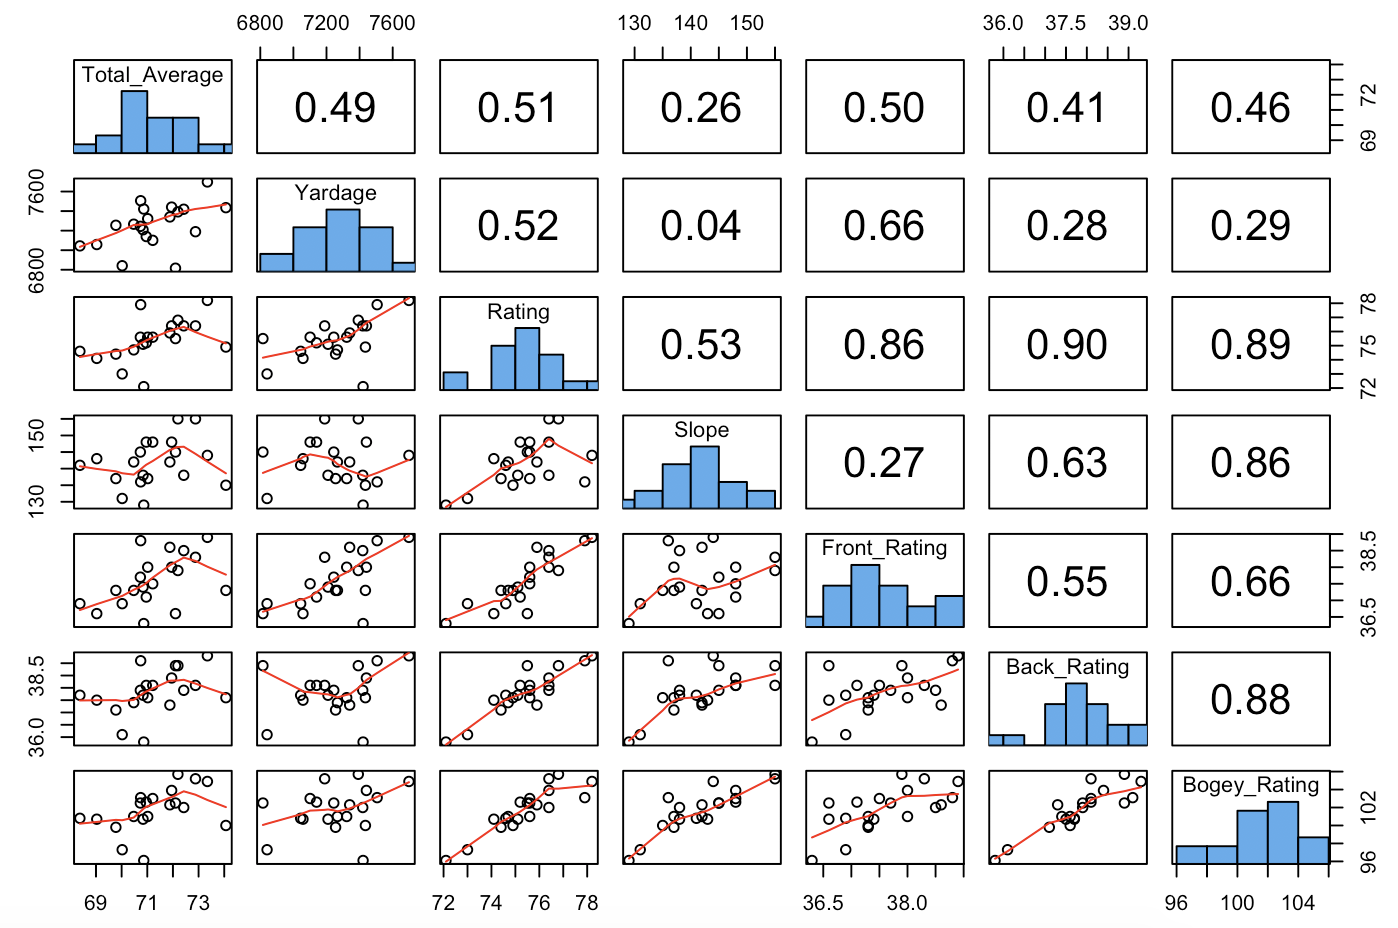 6800 7200 7600 130 140 150 36.0 37.5 39.0
Total_Average 0.49 0.51 0.26 0.50 0.41 0.46 69 72
6800 7600 Yardage 0.52 0.04 0.66 0.28 0.29
Rating 0.53 0.86 0.90 0.89 72 75 78
130 150 Slope 0.27 0.63 0.86
Front_Rating 0.55 0.66 36.5 38.5
36.0 38.5 Back_Rating 0.88
Bogey_Rating 96 102
69 71 73 72 74 76 78 36.5 38.0 96 100 104